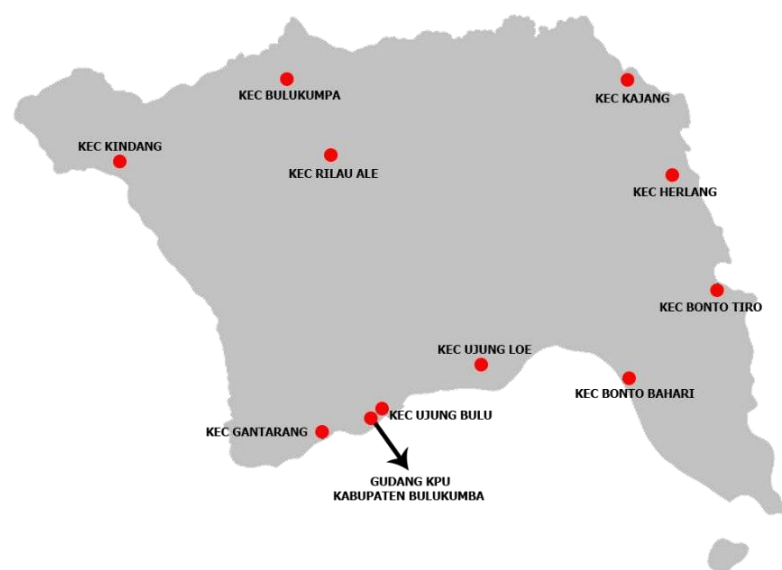 KEC BULUKUMPA
KEC KAJANG
KEC KINDANG
KEC RILAU ALE
KEC HERLANG
KEC BONTO TIRO
KEC UJUNG LOE
KEC BONTO BAHARI
KEC UJUNG BULU
KEC GANTARANG
GUDANG KPU
KABUPATEN BULUKUMBA